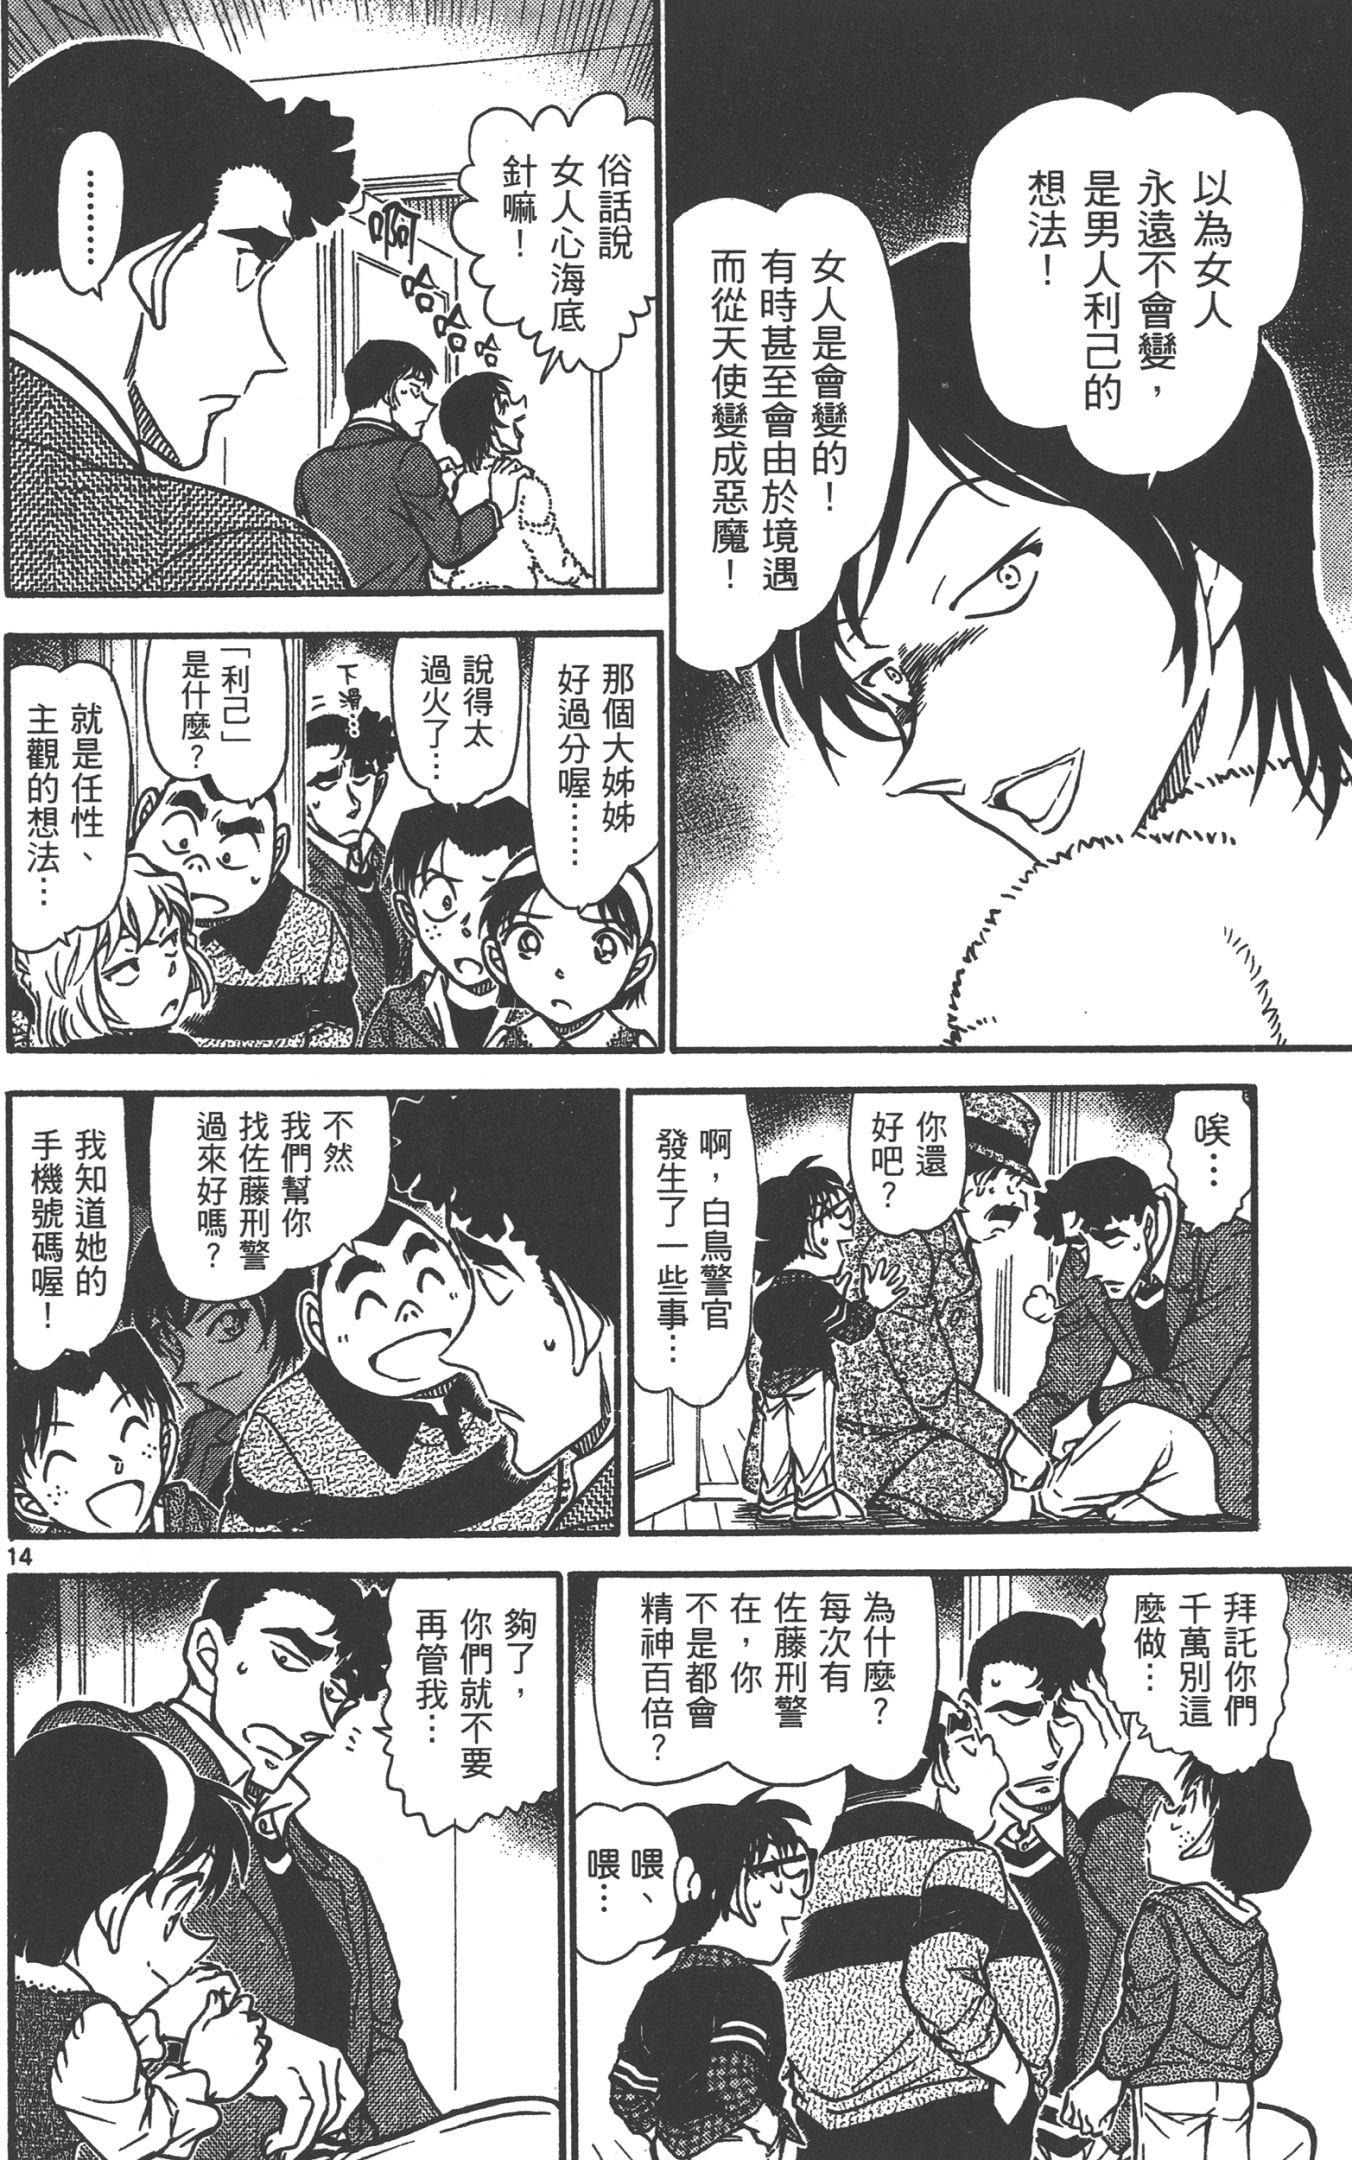 以為女人
永遠不會變，
是男人利己的
想法！
女人是會變的！
有時甚至會由於境遇
而從天使變成惡魔！
俗話說
女人心海底
針嘛！
啊
哈
哈
哈
………
那個大姊姊
好過分喔……
說得太
過火了…
下滑…
「利己」
是什麼？
就是任性、
主觀的想法…
唉…
你還
好吧？
啊，白鳥警官
發生了一些事…
不然
我們幫你
找佐藤刑警
過來好嗎？
我知道她的
手機號碼喔！
14
拜託你們
千萬別這
麼做…
為什麼？
每次有
佐藤刑警
在，你
不是都會
精神百倍？
喂、
喂…
夠了，
你們就不要
再管我…